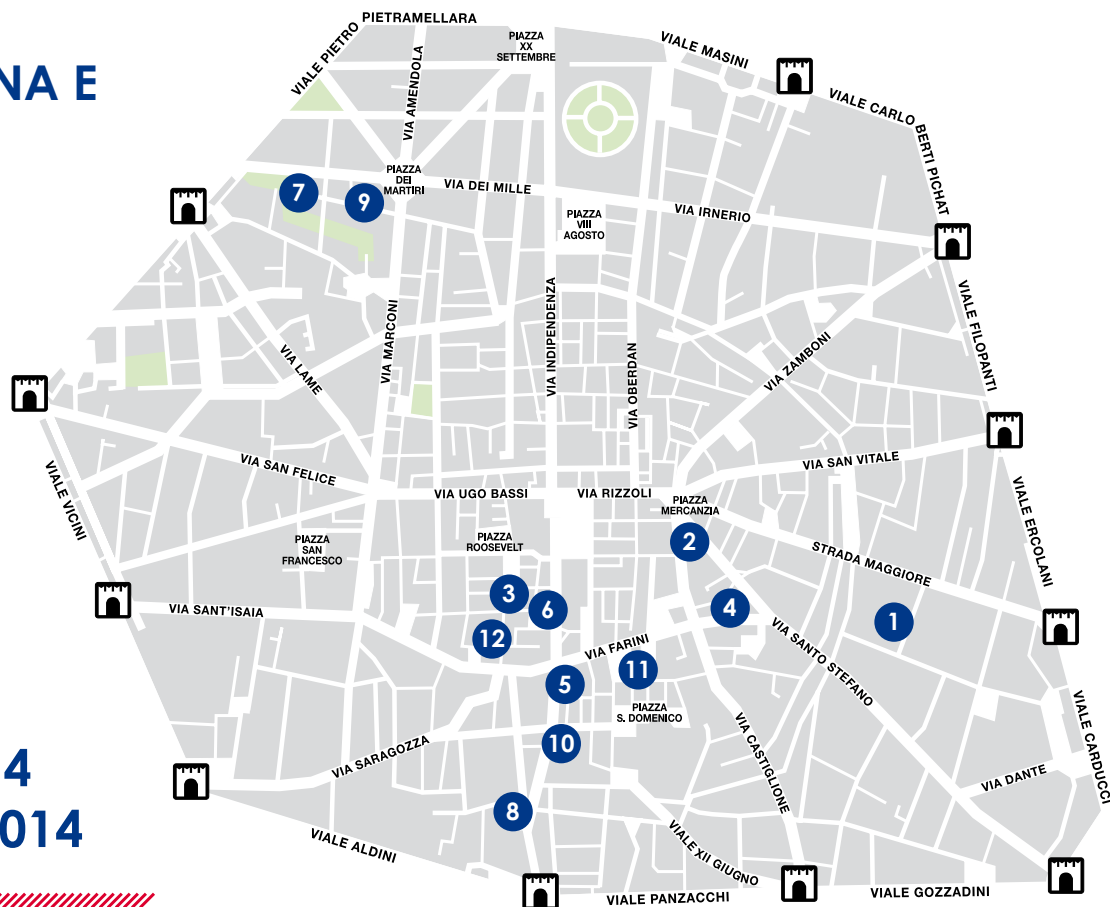 NA E
4
014
PIETRAMELLARA
VIALE PIETRO
VIA AMENDOLA
PIAZZA
XX
SETTEMBRE
VIALE MASINI
VIALE CARLO
BERTI PICHAT
PIAZZA
DEI
MARTIRI
VIA DEI MILLE
7
9
PIAZZA
VIII
AGOSTO
VIA IRNERIO
VIALE FILOPANTI
VIA MARCONI
VIA INDIPENDENZA
VIA OBERDAN
VIA ZAMBONI
VIA LAME
VIA SAN FELICE
VIALE VICINI
VIA UGO BASSI
VIA RIZZOLI
VIA SAN VITALE
VIALE ERCOLANI
PIAZZA
MERCANZIA
2
PIAZZA
SAN
FRANCESCO
PIAZZA
ROOSEVELT
STRADA MAGGIORE
3
6
4
1
VIA SANT'ISAIA
12
VIA FARINI
VIA SANTO STEFANO
5
11
PIAZZA
S. DOMENICO
10
VIA SARAGOZZA
VIA CASTIGLIONE
VIA DANTE
VIALE CARDUCCI
8
VIALE ALDINI
VIALE XII GIUGNO
VIALE PANZACCHI
VIALE GOZZADINI